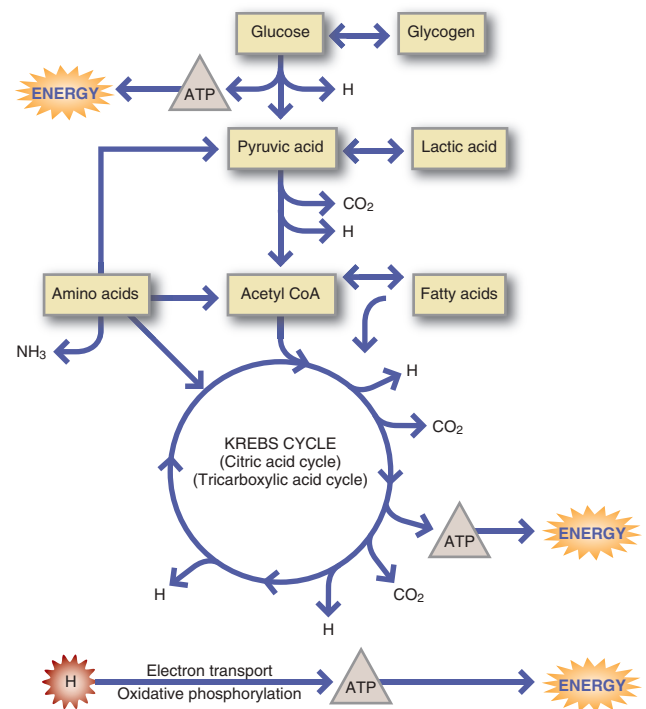 Glucose
Glycogen
ENERGY
ATP
H
Pyruvic acid
Lactic acid
CO2
H
Amino acids
Acetyl CoA
Fatty acids
NH3
H
CO2
KREBS CYCLE
(Citric acid cycle)
(Tricarboxylic acid cycle)
ATP
ENERGY
H
CO2
H
H
Electron transport
Oxidative phosphorylation
ATP
ENERGY